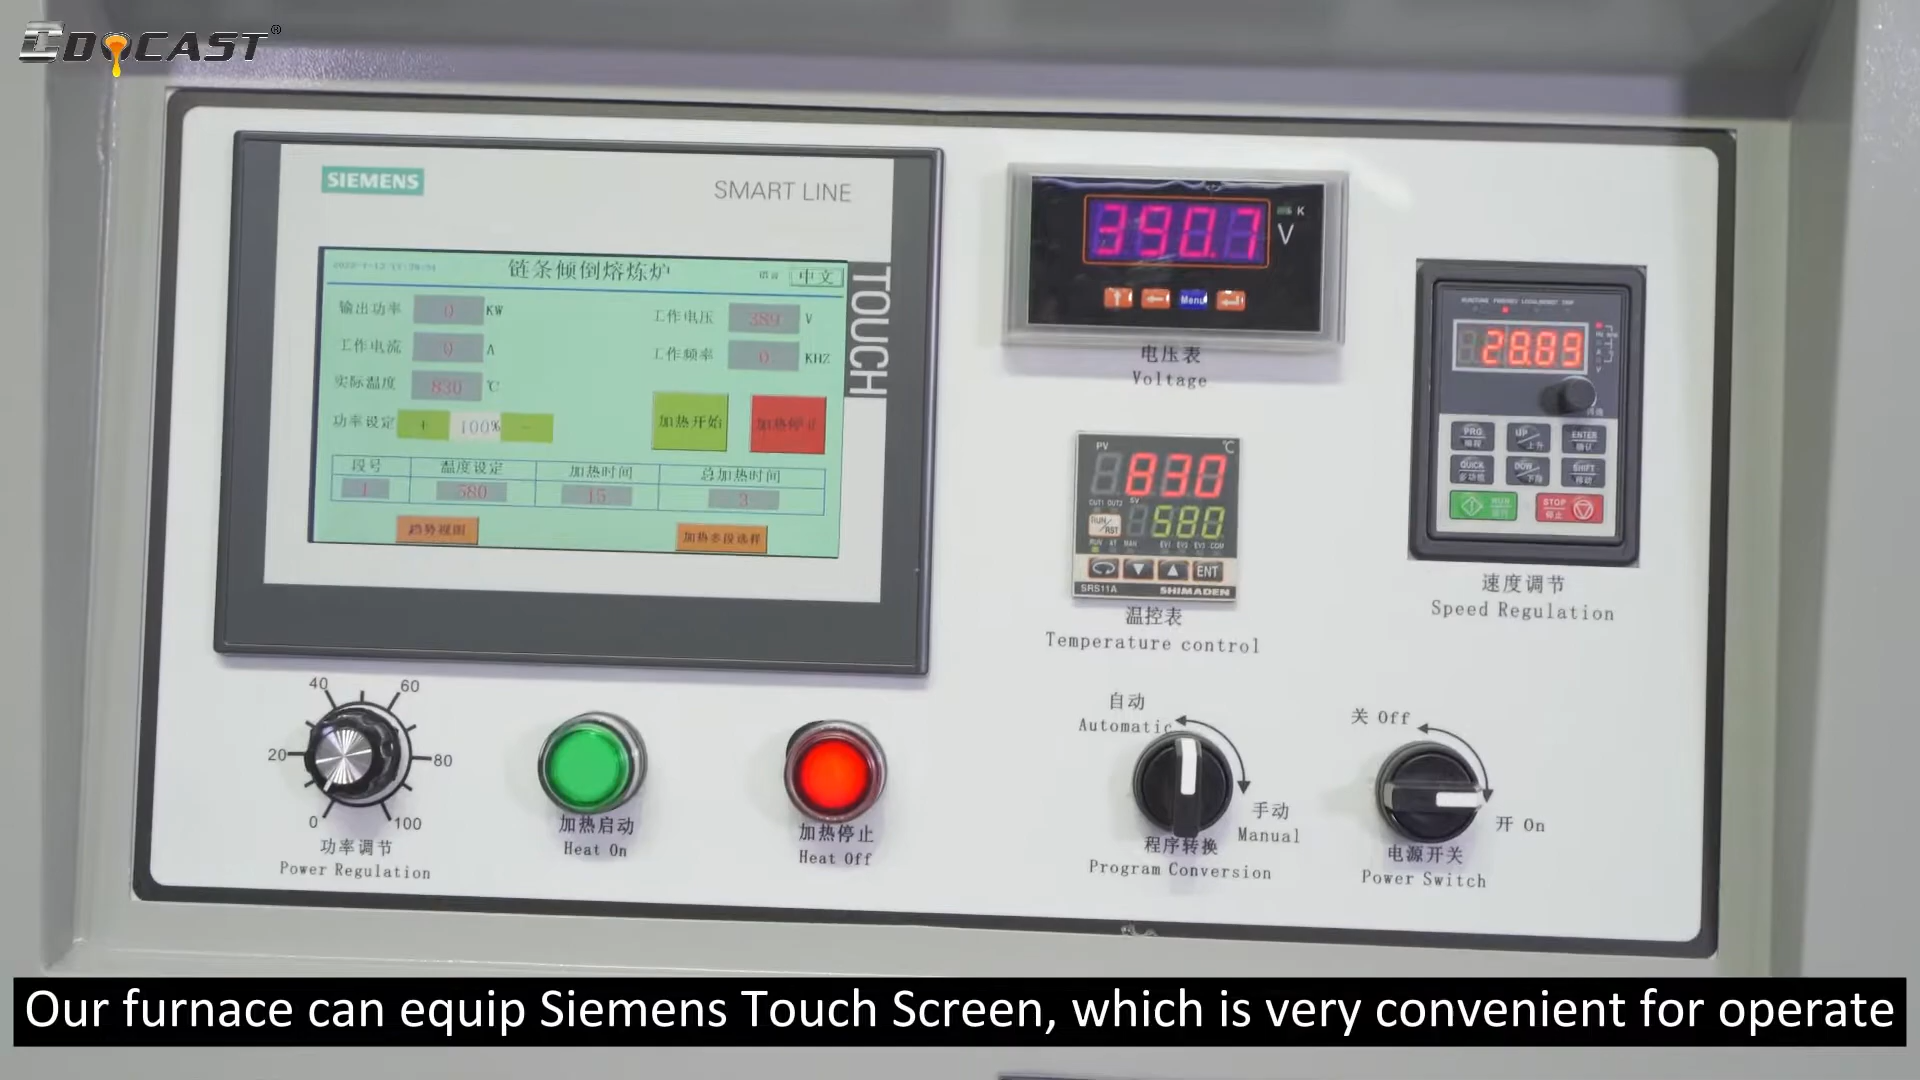 EDOCAST®
SIEMENS
SMART LINE
TOUCH
链条倾倒熔炼炉
语言 中文
输出功率 0 KW
工作电压 389 V
工作电流 0 A
工作频率 0 KHZ
实际温度 830 ℃
功率设定 + 100% -
加热开始
加热停止
段号 温度设定 加热时间 总加热时间
1 580 15 3
趋势视图
加热多段选择
390.7
K
V
Menu
电压表
Voltage
28.89
PRG
UP
上升
ENTER
确认
QUICK
多功能
SHIFT
移动
RUN
STOP
停止
速度调节
Speed Regulation
PV
℃
830
OUT1 OUT2 SV
RUN/RST
580
RUN AT MAN EV1 EV2 EV3 COM
ENT
SRS11A SHIMADEN
温控表
Temperature control
0
20
40
60
80
100
功率调节
Power Regulation
加热启动
Heat On
加热停止
Heat Off
自动
Automatic
手动
Manual
程序转换
Program Conversion
关 Off
开 On
电源开关
Power Switch
Our furnace can equip Siemens Touch Screen, which is very convenient for operate